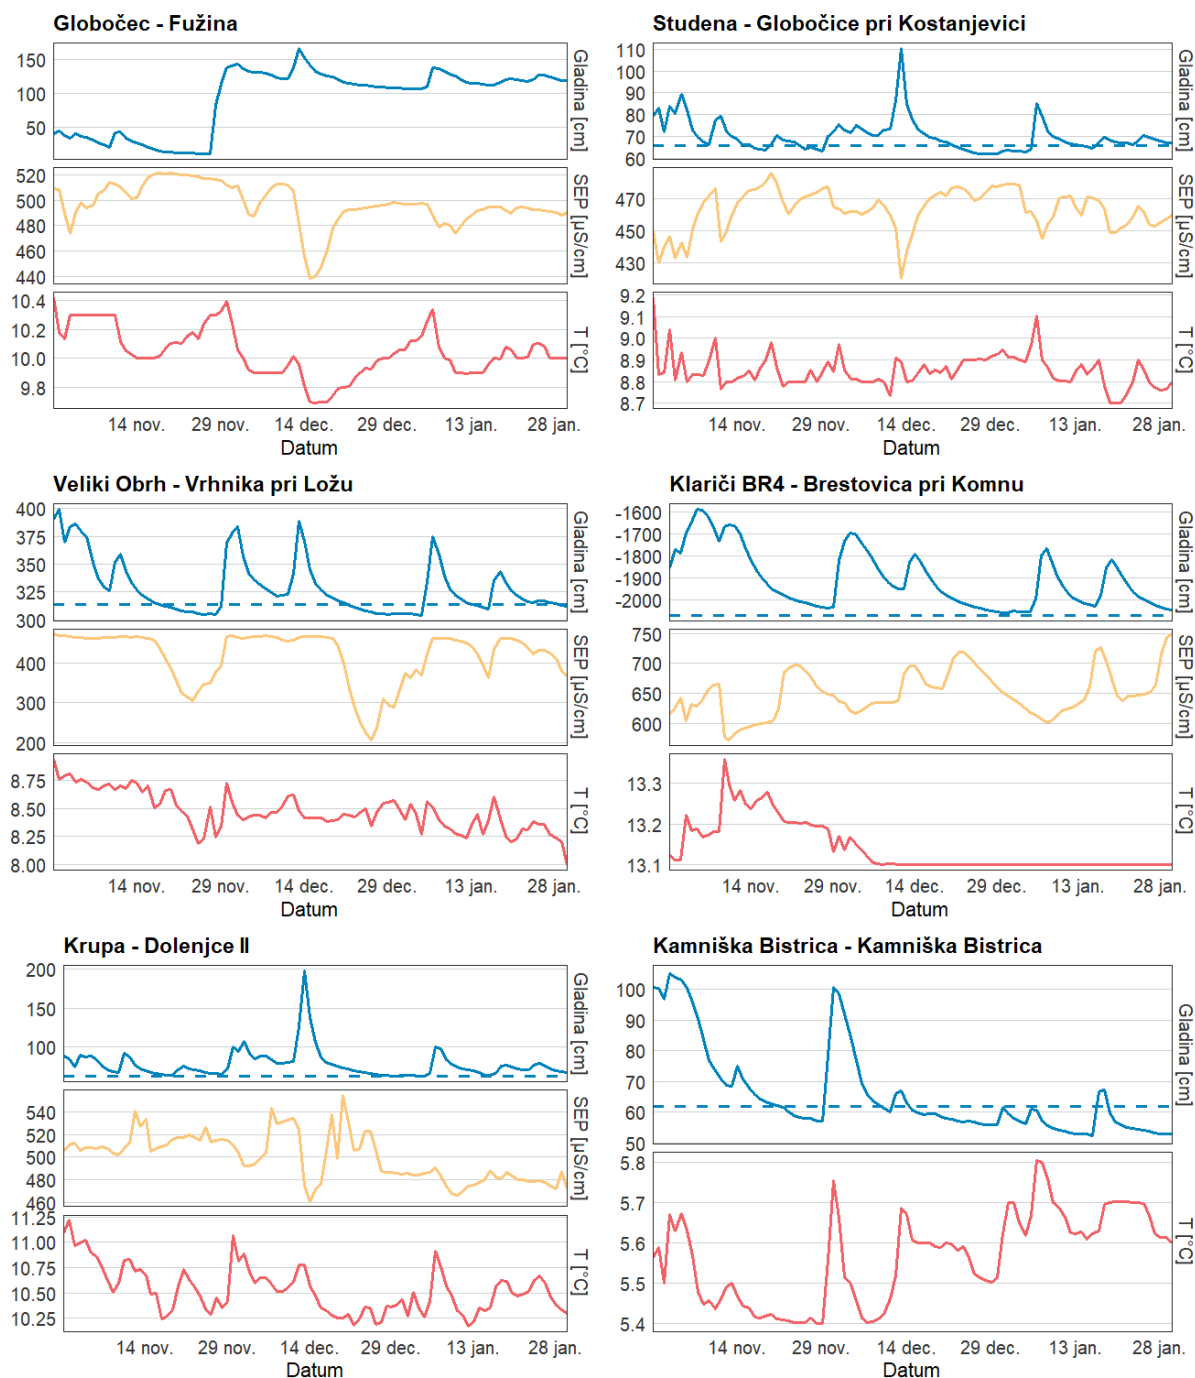 Globočec - Fužina
150
100
50
Gladina [cm]
520
500
480
460
440
SEP [µS/cm]
10.4
10.2
10.0
9.8
T [°C]
14 nov. 29 nov. 14 dec. 29 dec. 13 jan. 28 jan.
Datum
Studena - Globočice pri Kostanjevici
110
100
90
80
70
60
Gladina [cm]
470
450
430
SEP [µS/cm]
9.2
9.1
9.0
8.9
8.8
8.7
T [°C]
14 nov. 29 nov. 14 dec. 29 dec. 13 jan. 28 jan.
Datum
Veliki Obrh - Vrhnika pri Ložu
400
375
350
325
300
Gladina [cm]
400
300
200
SEP [µS/cm]
8.75
8.50
8.25
8.00
T [°C]
14 nov. 29 nov. 14 dec. 29 dec. 13 jan. 28 jan.
Datum
Klariči BR4 - Brestovica pri Komnu
-1600
-1700
-1800
-1900
-2000
Gladina [cm]
750
700
650
600
SEP [µS/cm]
13.3
13.2
13.1
T [°C]
14 nov. 29 nov. 14 dec. 29 dec. 13 jan. 28 jan.
Datum
Krupa - Dolenjce II
200
150
100
Gladina [cm]
540
520
500
480
460
SEP [µS/cm]
11.25
11.00
10.75
10.50
10.25
T [°C]
14 nov. 29 nov. 14 dec. 29 dec. 13 jan. 28 jan.
Datum
Kamniška Bistrica - Kamniška Bistrica
100
90
80
70
60
50
Gladina [cm]
5.8
5.7
5.6
5.5
5.4
T [°C]
14 nov. 29 nov. 14 dec. 29 dec. 13 jan. 28 jan.
Datum